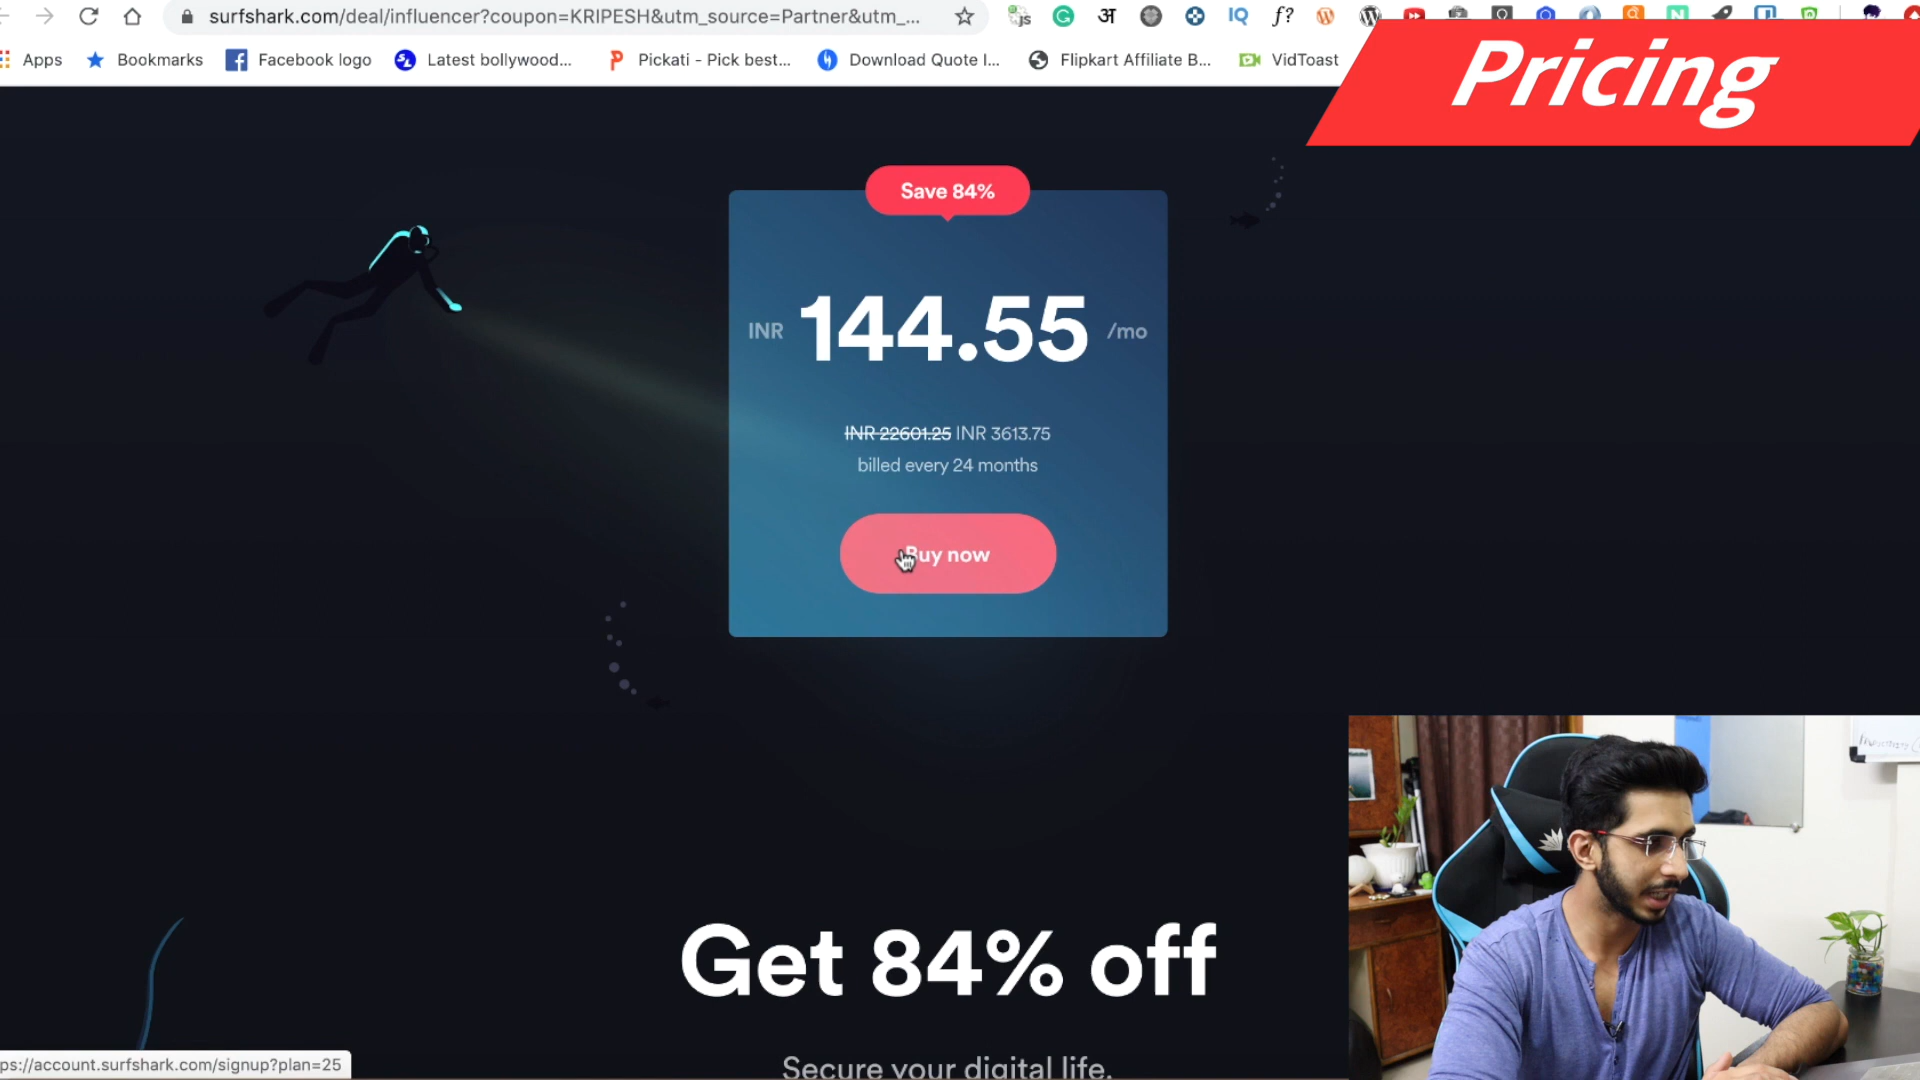 surfshark.com/deal/influencer?coupon=KRIPESH&utm_source=Partner&utm_...
अ
IQ
f?
Apps
Bookmarks
Facebook logo
Latest bollywood...
Pickati - Pick best...
Download Quote I...
Flipkart Affiliate B...
VidToast
Pricing
Save 84%
INR 144.55 /mo
INR 22601.25 INR 3613.75
billed every 24 months
Buy now
Get 84% off
Secure your digital life.
ps://account.surfshark.com/signup?plan=25